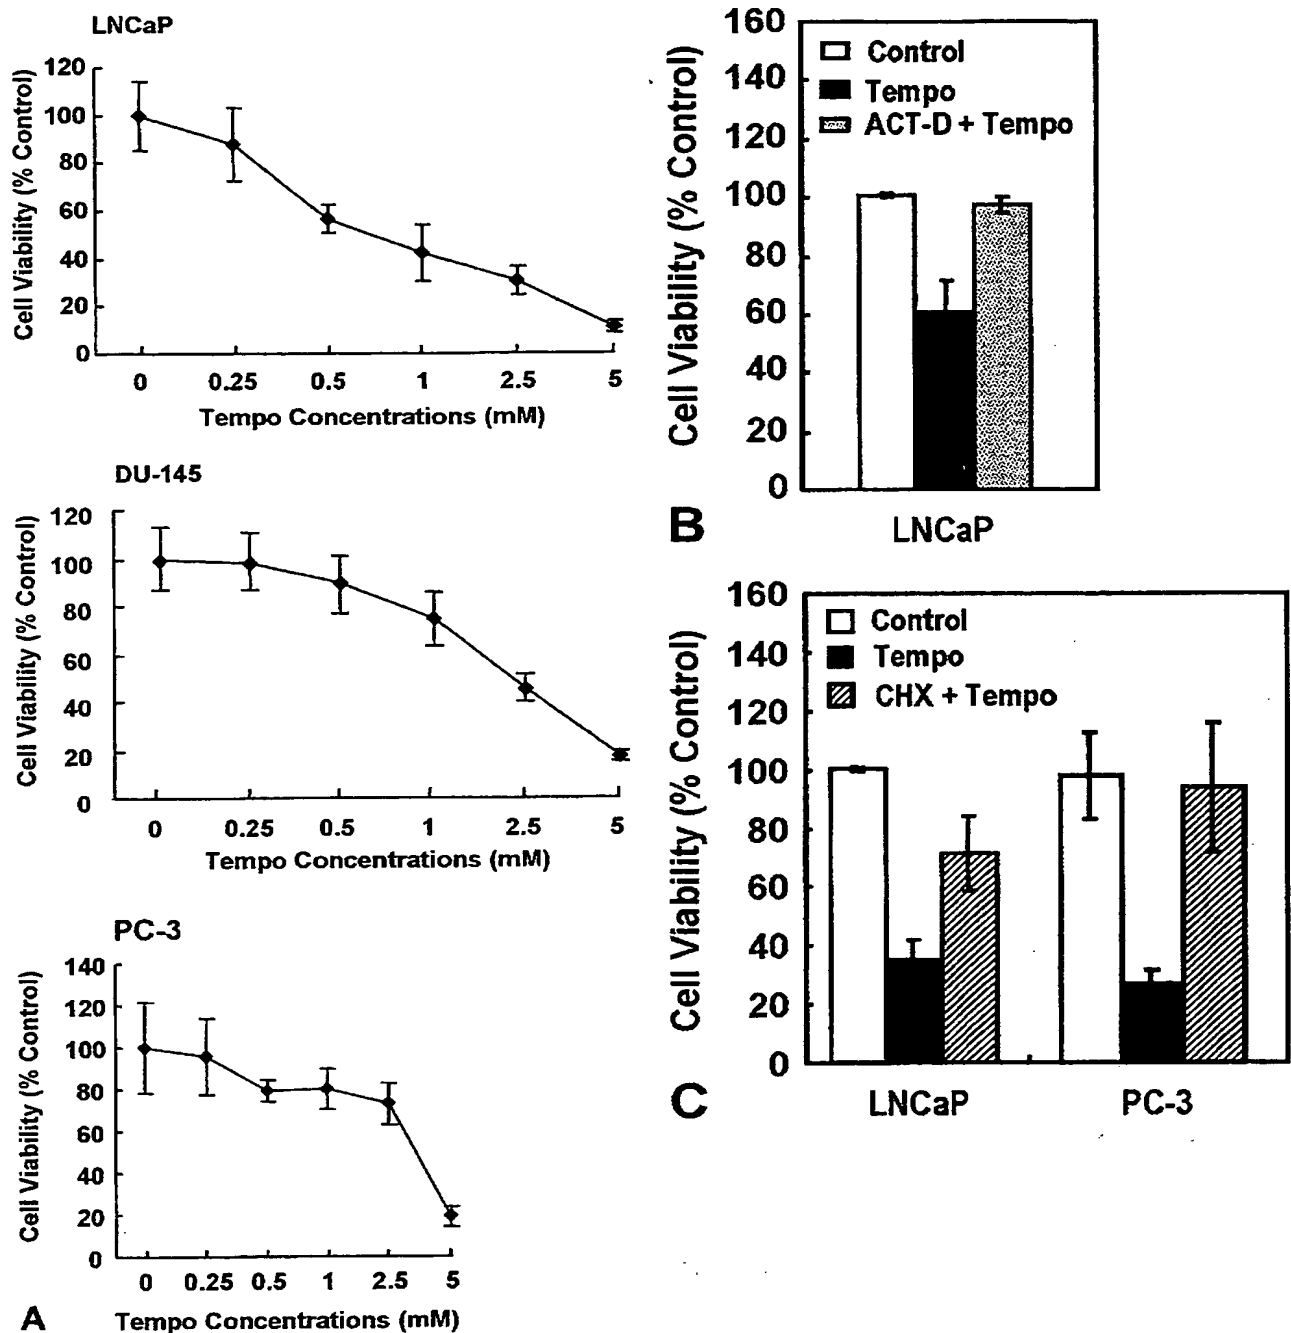 LNCaP
Cell Viability (% Control)
120
100
80
60
40
20
0
0 0.25 0.5 1 2.5 5
Tempo Concentrations (mM)
DU-145
Cell Viability (% Control)
120
100
80
60
40
20
0
0 0.25 0.5 1 2.5 5
Tempo Concentrations (mM)
PC-3
Cell Viability (% Control)
140
120
100
80
60
40
20
0
0 0.25 0.5 1 2.5 5
A Tempo Concentrations (mM)
Cell Viability (% Control)
160
140
120
100
80
60
40
20
0
Control
Tempo
ACT-D + Tempo
LNCaP
B
Cell Viability (% Control)
160
140
120
100
80
60
40
20
0
Control
Tempo
CHX + Tempo
LNCaP PC-3
C